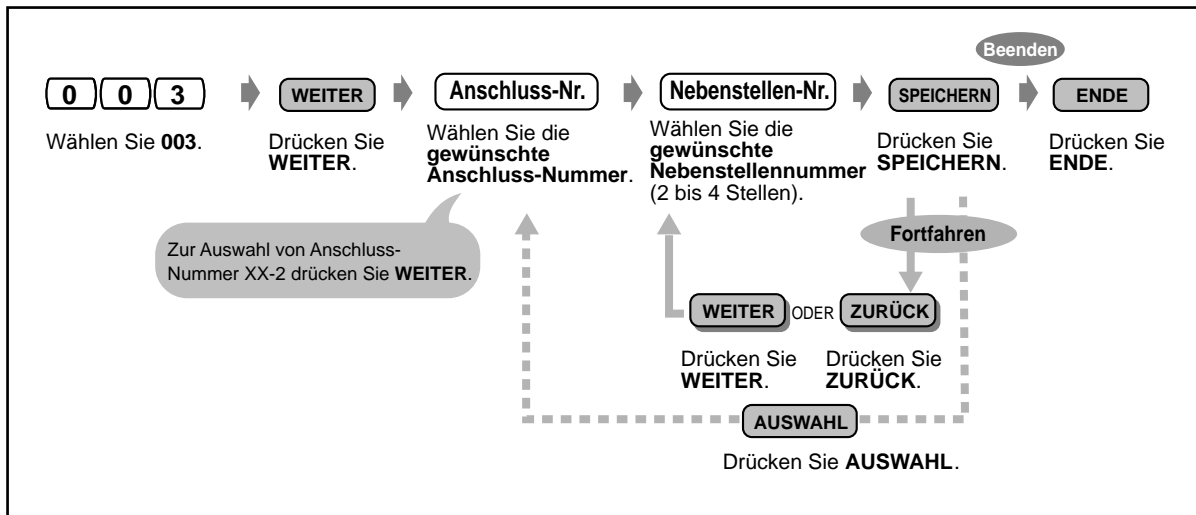 Beenden
0 0 3
WEITER
Anschluss-Nr.
Nebenstellen-Nr.
SPEICHERN
ENDE
Wählen Sie 003.
Drücken Sie
WEITER.
Wählen Sie die
gewünschte
Anschluss-Nummer.
Wählen Sie die
gewünschte
Nebenstellennummer
(2 bis 4 Stellen).
Drücken Sie
SPEICHERN.
Drücken Sie
ENDE.
Zur Auswahl von Anschluss-
Nummer XX-2 drücken Sie WEITER.
Fortfahren
WEITER ODER ZURÜCK
Drücken Sie
WEITER.
Drücken Sie
ZURÜCK.
AUSWAHL
Drücken Sie AUSWAHL.